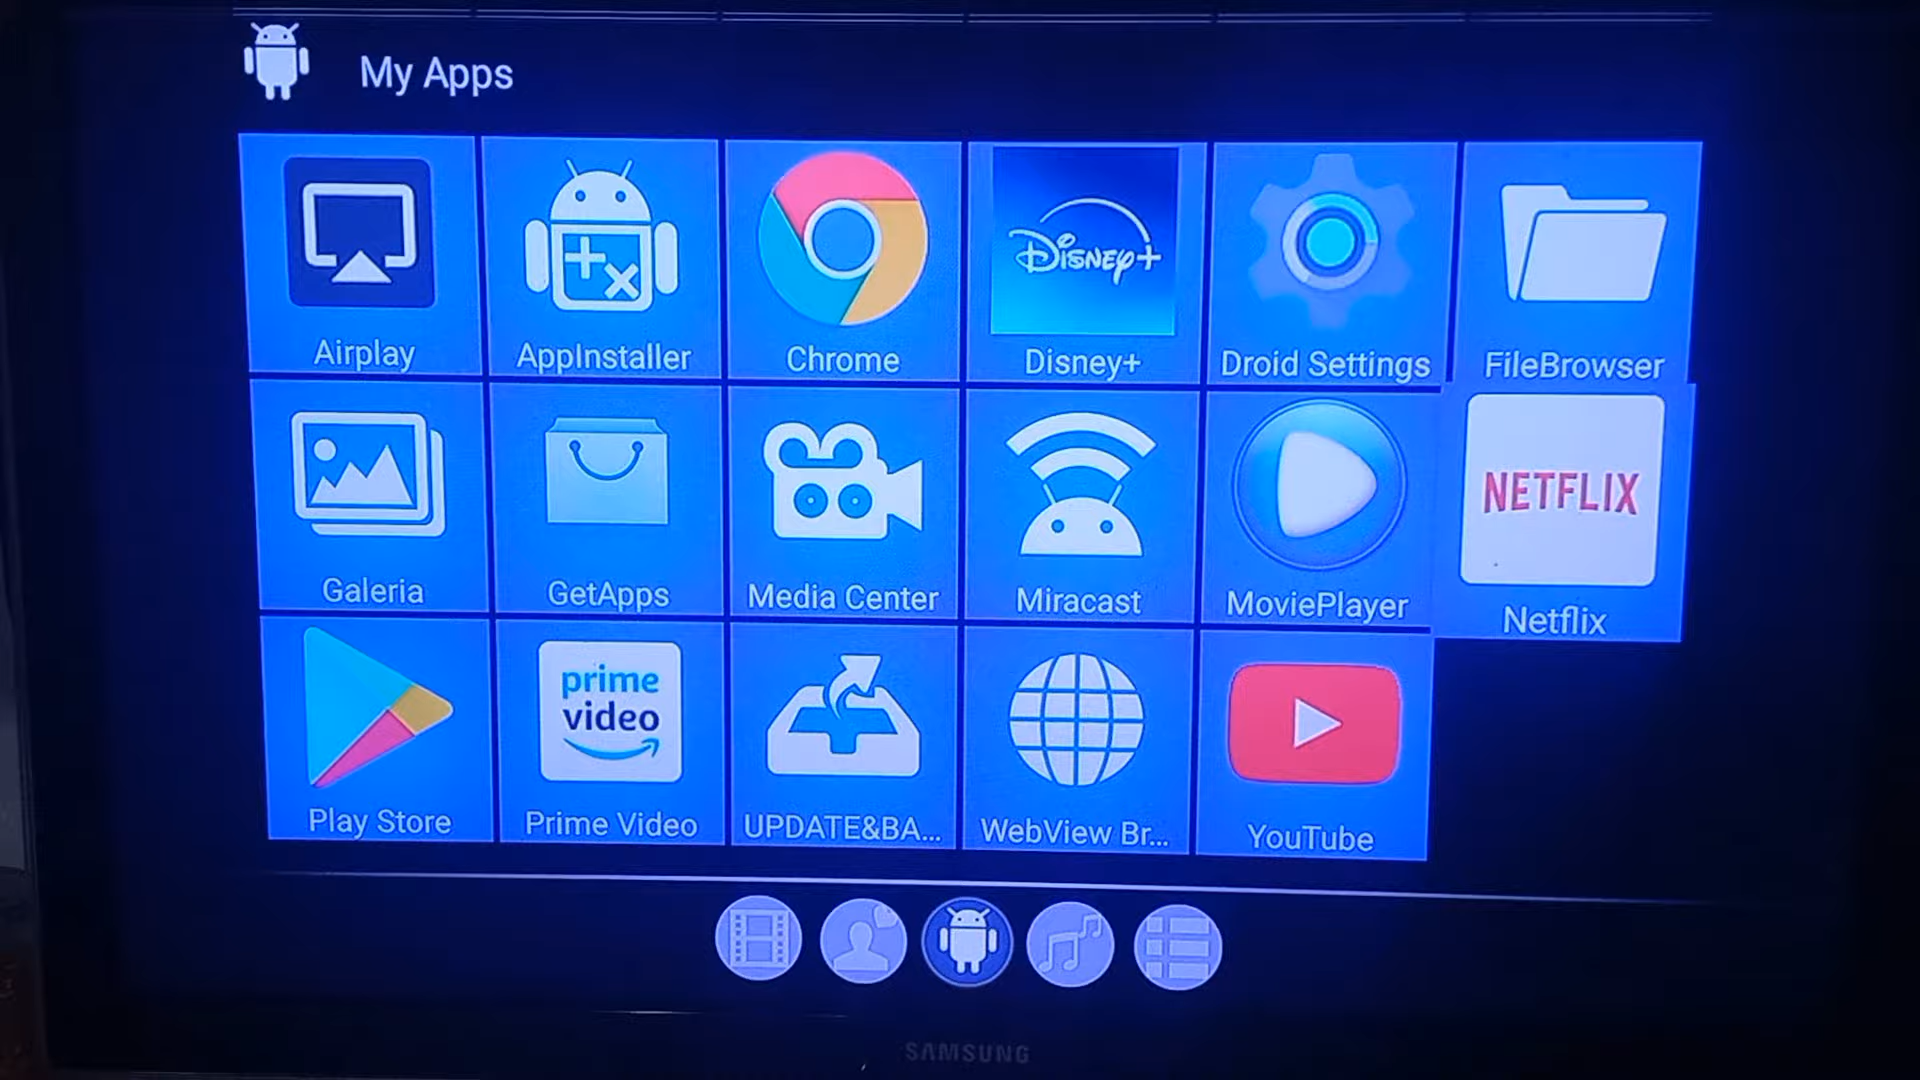 My Apps
Airplay
AppInstaller
Chrome
Disney+
Disney+
Droid Settings
FileBrowser
Galeria
GetApps
Media Center
Miracast
MoviePlayer
NETFLIX
Netflix
Play Store
prime
video
Prime Video
UPDATE&BA...
WebView Br...
YouTube
SAMSUNG